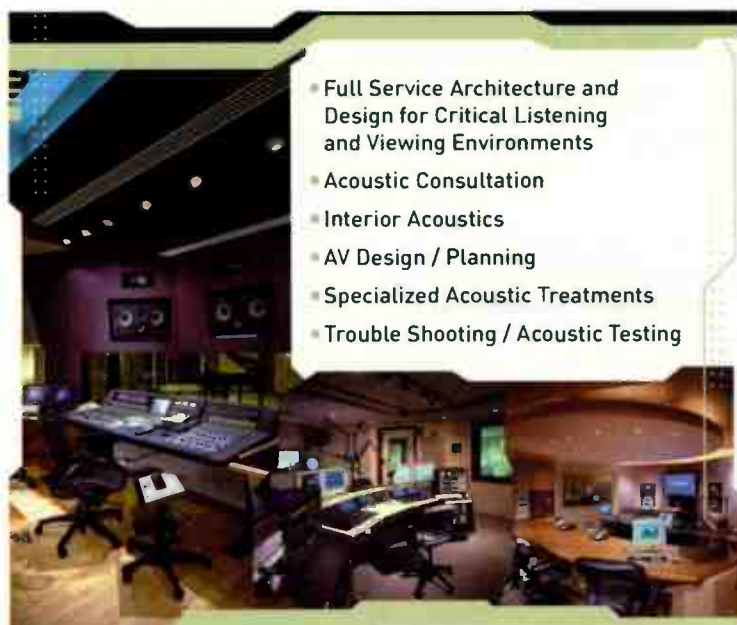 Full Service Architecture and
Design for Critical Listening
and Viewing Environments
Acoustic Consultation
Interior Acoustics
AV Design / Planning
Specialized Acoustic Treatments
Trouble Shooting / Acoustic Testing